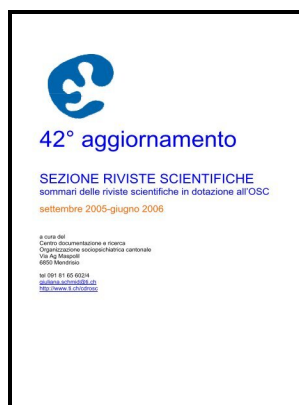 42° aggiornamento
SEZIONE RIVISTE SCIENTIFICHE
sommari delle riviste scientifiche in dotazione all'OSC
settembre 2005-giugno 2006
a cura del
Centro documentazione e ricerca
Organizzazione sociopsichiatrica cantonale
Via Ag Maspoli
6850 Mendrisio
tel 091 81 65 602/4
giuliana.schmid@ti.ch
http://www.ti.ch/cdrosc